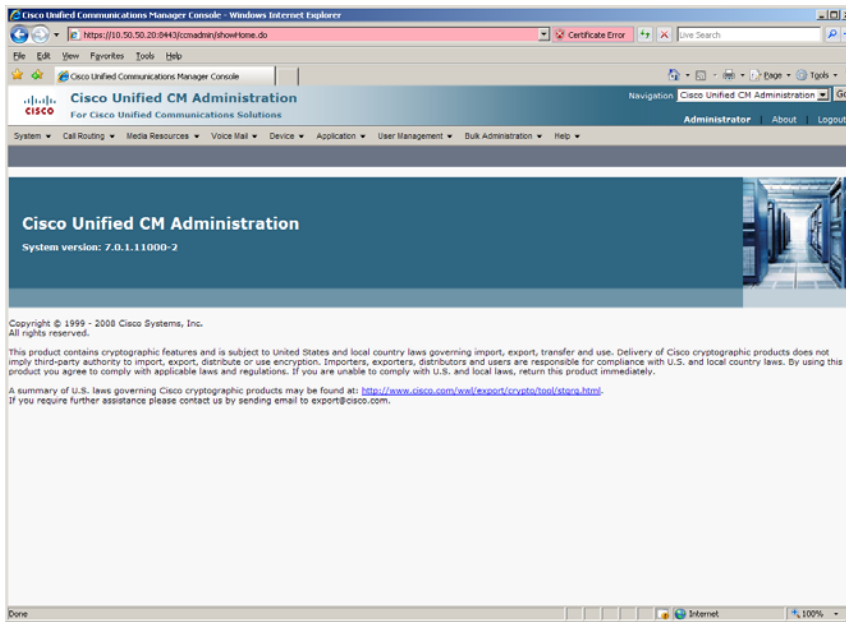 Cisco Unified Communications Manager Console - Windows Internet Explorer
https://10.50.50.20:8443/ccmadmin/showHome.do
Certificate Error
Live Search
File Edit View Favorites Tools Help
Cisco Unified Communications Manager Console
Page Tools
cisco
Cisco Unified CM Administration
For Cisco Unified Communications Solutions
Navigation Cisco Unified CM Administration
Administrator | About | Logout
System Call Routing Media Resources Voice Mail Device Application User Management Bulk Administration Help
Cisco Unified CM Administration
System version: 7.0.1.11000-2
Copyright © 1999 - 2008 Cisco Systems, Inc.
All rights reserved.
This product contains cryptographic features and is subject to United States and local country laws governing import, export, transfer and use. Delivery of Cisco cryptographic products does not
imply third-party authority to import, export, distribute or use encryption. Importers, exporters, distributors and users are responsible for compliance with U.S. and local country laws. By using this
product you agree to comply with applicable laws and regulations. If you are unable to comply with U.S. and local laws, return this product immediately.
A summary of U.S. laws governing Cisco cryptographic products may be found at: http://www.cisco.com/wwl/export/crypto/tool/stqrg.html.
If you require further assistance please contact us by sending email to export@cisco.com.
Done
Internet
100%